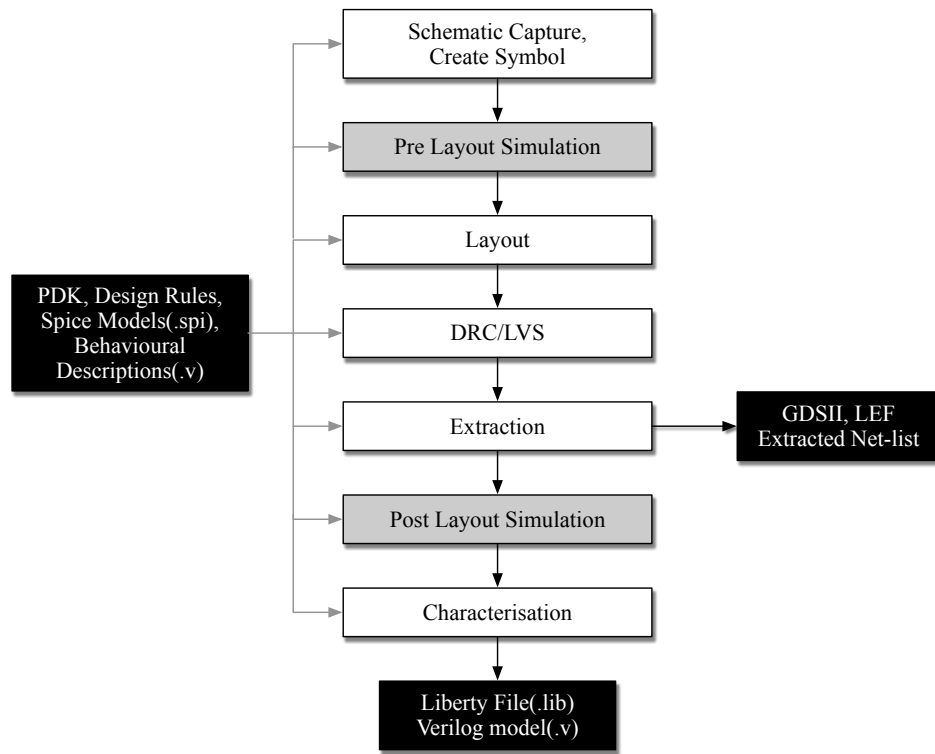 Schematic Capture,
Create Symbol
Pre Layout Simulation
Layout
PDK, Design Rules,
Spice Models(.spi),
Behavioural
Descriptions(.v)
DRC/LVS
Extraction
GDSII, LEF
Extracted Net-list
Post Layout Simulation
Characterisation
Liberty File(.lib)
Verilog model(.v)